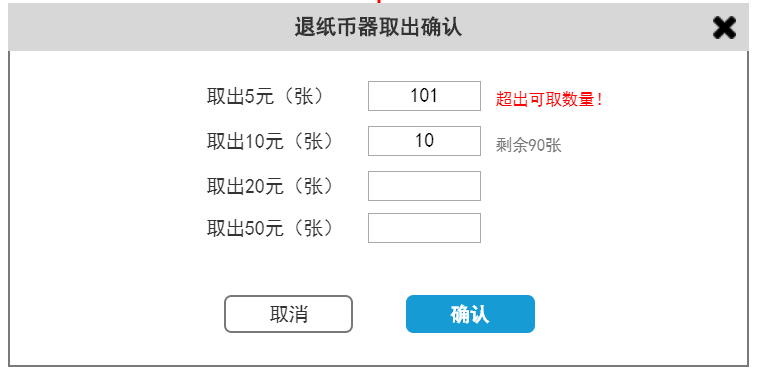 退纸币器取出确认
取出5元（张） 101 超出可取数量！
取出10元（张） 10 剩余90张
取出20元（张）
取出50元（张）
取消 确认